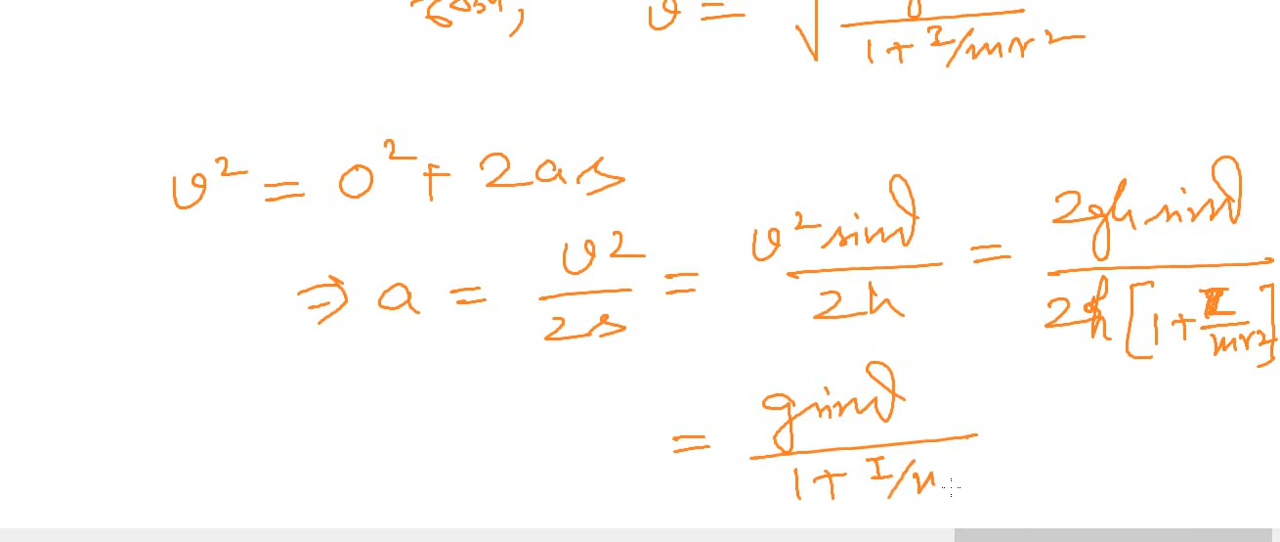 v = √ 1 + I/mr²
v² = 0² + 2as
⇒ a = v²/2s = v² sinθ/2h = 2gh sinθ/2h[1 + I/mr²]
= g sinθ/1 + I/m